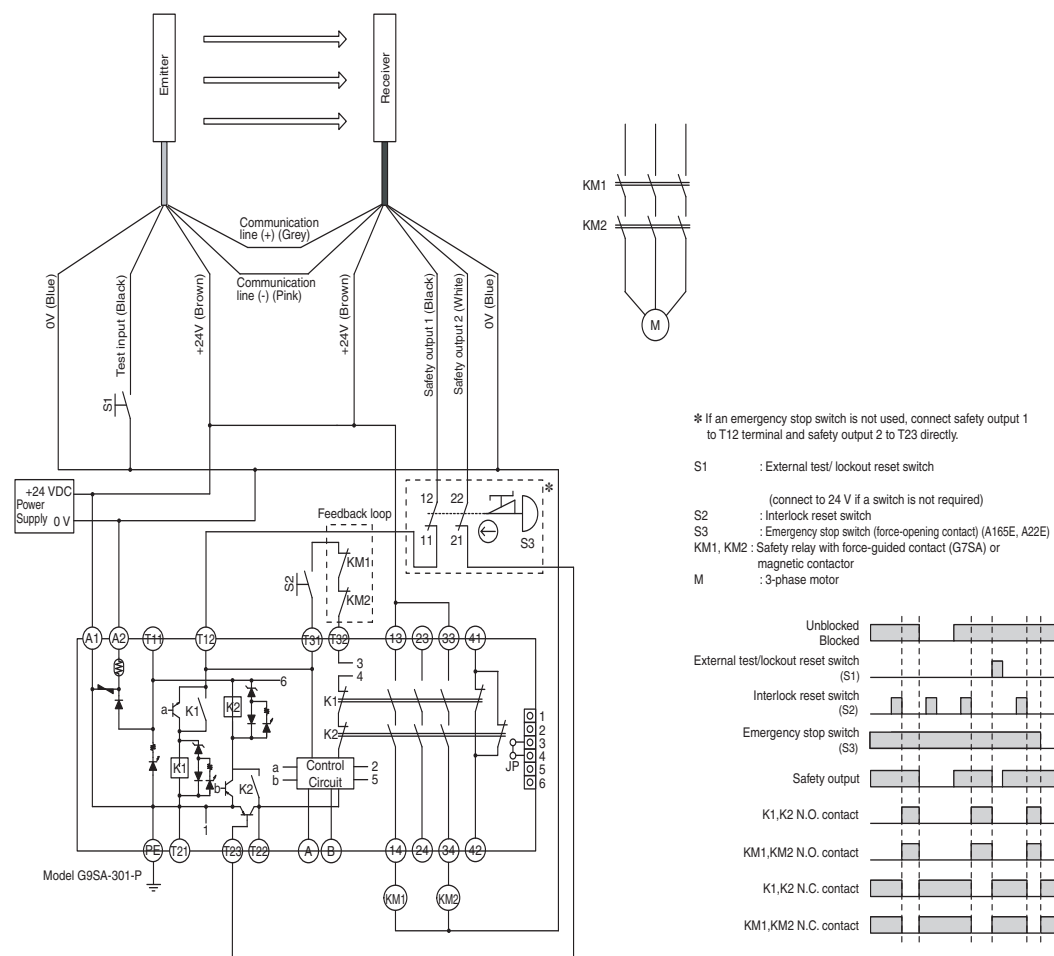 Emitter
Receiver
Communication
line (+) (Grey)
Communication
line (-) (Pink)
0V (Blue)
Test input (Black)
+24V (Brown)
+24V (Brown)
Safety output 1 (Black)
Safety output 2 (White)
0V (Blue)
S1
KM1
KM2
M
+24 VDC
Power
Supply 0 V
Feedback loop
12 22
11 21
S3
*
S2
KM1
KM2
A1 A2 T11 T12 T31 T32 13 23 33 41
3
4
6
a K1
K2
K1
K2
K1
b K2
a
b
Control
Circuit
2
5
1
JP
1
2
3
4
5
6
PE T21 T23 T22 A B 14 24 34 42
Model G9SA-301-P
KM1 KM2
* If an emergency stop switch is not used, connect safety output 1
to T12 terminal and safety output 2 to T23 directly.
S1 : External test/ lockout reset switch
(connect to 24 V if a switch is not required)
S2 : Interlock reset switch
S3 : Emergency stop switch (force-opening contact) (A165E, A22E)
KM1, KM2 : Safety relay with force-guided contact (G7SA) or
magnetic contactor
M : 3-phase motor
Unblocked
Blocked
External test/lockout reset switch
(S1)
Interlock reset switch
(S2)
Emergency stop switch
(S3)
Safety output
K1,K2 N.O. contact
KM1,KM2 N.O. contact
K1,K2 N.C. contact
KM1,KM2 N.C. contact